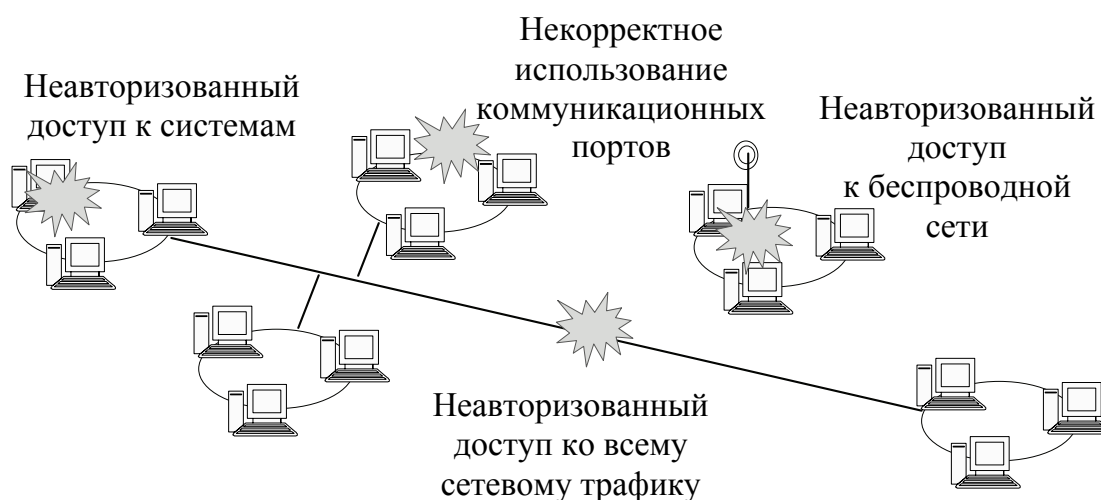 Неавторизованный
доступ к системам
Некорректное
использование
коммуникационных
портов
Неавторизованный
доступ
к беспроводной
сети
Неавторизованный
доступ ко всему
сетевому трафику